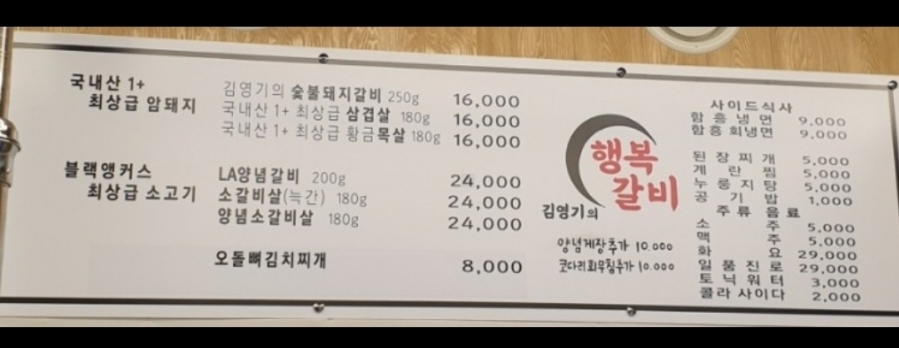 국내산 1+
최상급 암돼지
김영기의 숯불돼지갈비 250g 16,000
국내산 1+ 최상급 삼겹살 180g 16,000
국내산 1+ 최상급 황금목살 180g 16,000
블랙앵커스
최상급 소고기
LA양념갈비 200g 24,000
소갈비살(늑간) 180g 24,000
양념소갈비살 180g 24,000
오돌뼈김치찌개 8,000
행복
갈비
김영기의
양념게장추가 10.000
코다리회무침추가 10.000
사이드식사
함흥냉면 9,000
함흥회냉면 9,000
된장찌개 5,000
계란찜 5,000
누룽지탕 5,000
공기밥 1,000
주류음료
소주 5,000
맥주 5,000
화요 29,000
일품진로 29,000
토닉워터 3,000
콜라사이다 2,000